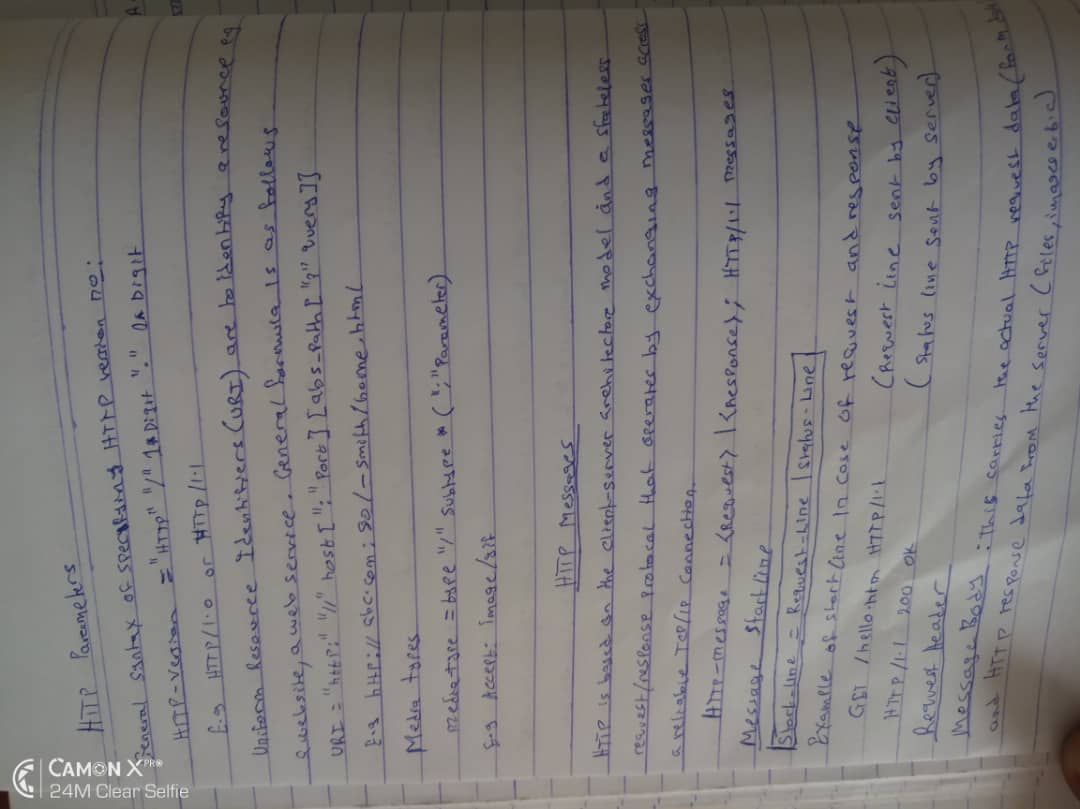 CAMON X
24M Clear Selfie
HTTP Parameters
General Syntax of specifying HTTP version no:
HTTP-Version = "HTTP" "/" 1* Digit "." 1* Digit
E.g HTTP/1.0 or HTTP/1.1
Uniform Resource Identifiers (URI) are to identify a resource eg
a website, a web service. General formula is as follows
URI = "http:" "//" host [":" Port] [abs-path ["?" query]]
E.g http://abc.com:80/~smith/home.html
Media types
media type = type "/" subtype * (";" Parameter)
E.g Accept: image/gif
HTTP Messages
HTTP is based on the client-server architecture model and a stateless
request/response protocal that operates by exchanging messages across
a reliable TCP/IP connection.
HTTP-message = <Request> | <Response>; HTTP/1.1 messages
Message Start line
Start-line = Request-Line | Status-Line
Example of start line in case of request and response
GET /hello.htm HTTP/1.1 (Request line sent by client)
HTTP/1.1 200 OK (Status line sent by server)
Request header
Message Body: This carries the actual HTTP request data (form
and HTTP response data from the server (files, images e.t.c)